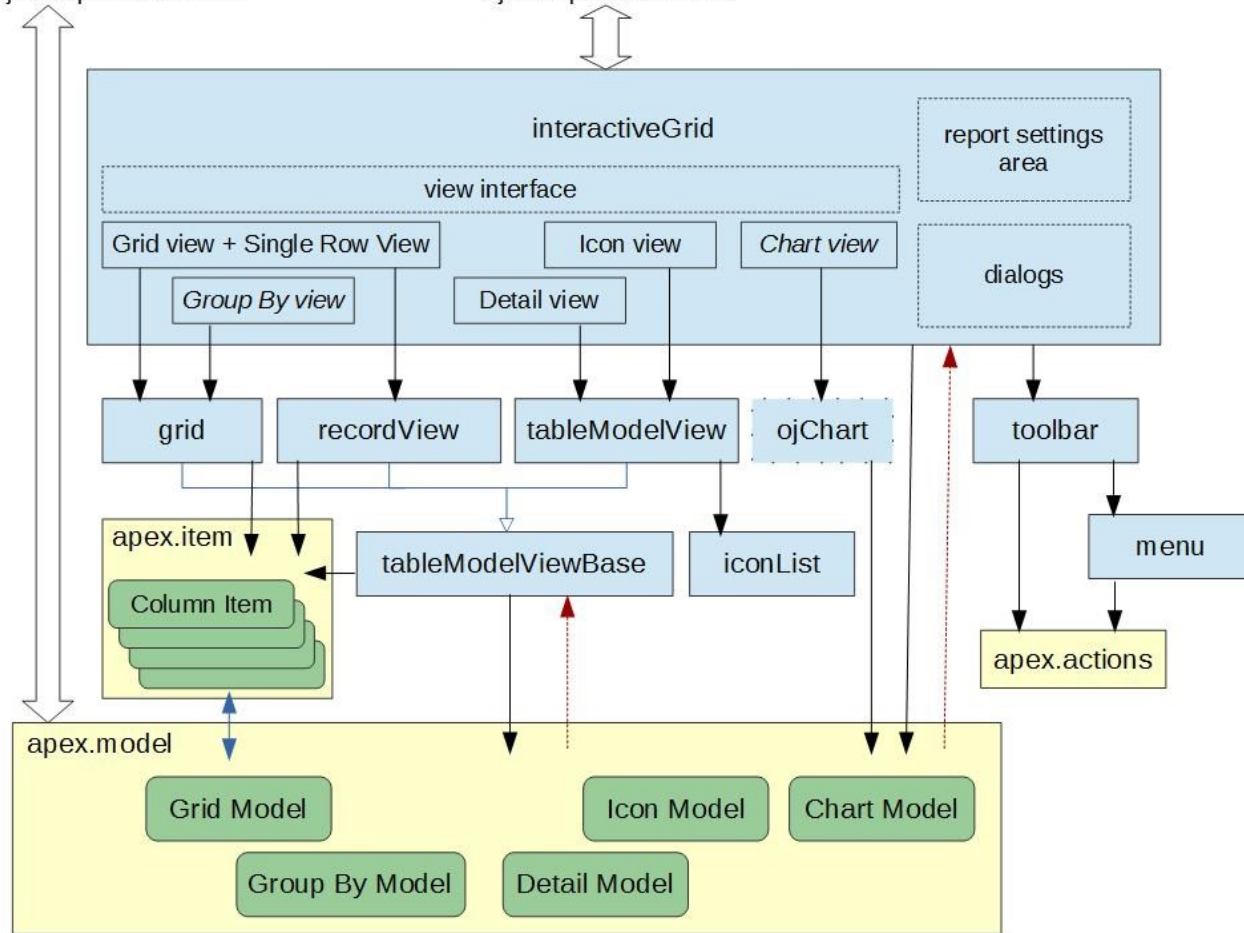 interactiveGrid
report settings
area
view interface
Grid view + Single Row View
Icon view
Chart view
Group By view
Detail view
dialogs
grid
recordView
tableModelView
ojChart
toolbar
apex.item
tableModelViewBase
iconList
menu
Column Item
apex.actions
apex.model
Grid Model
Icon Model
Chart Model
Group By Model
Detail Model